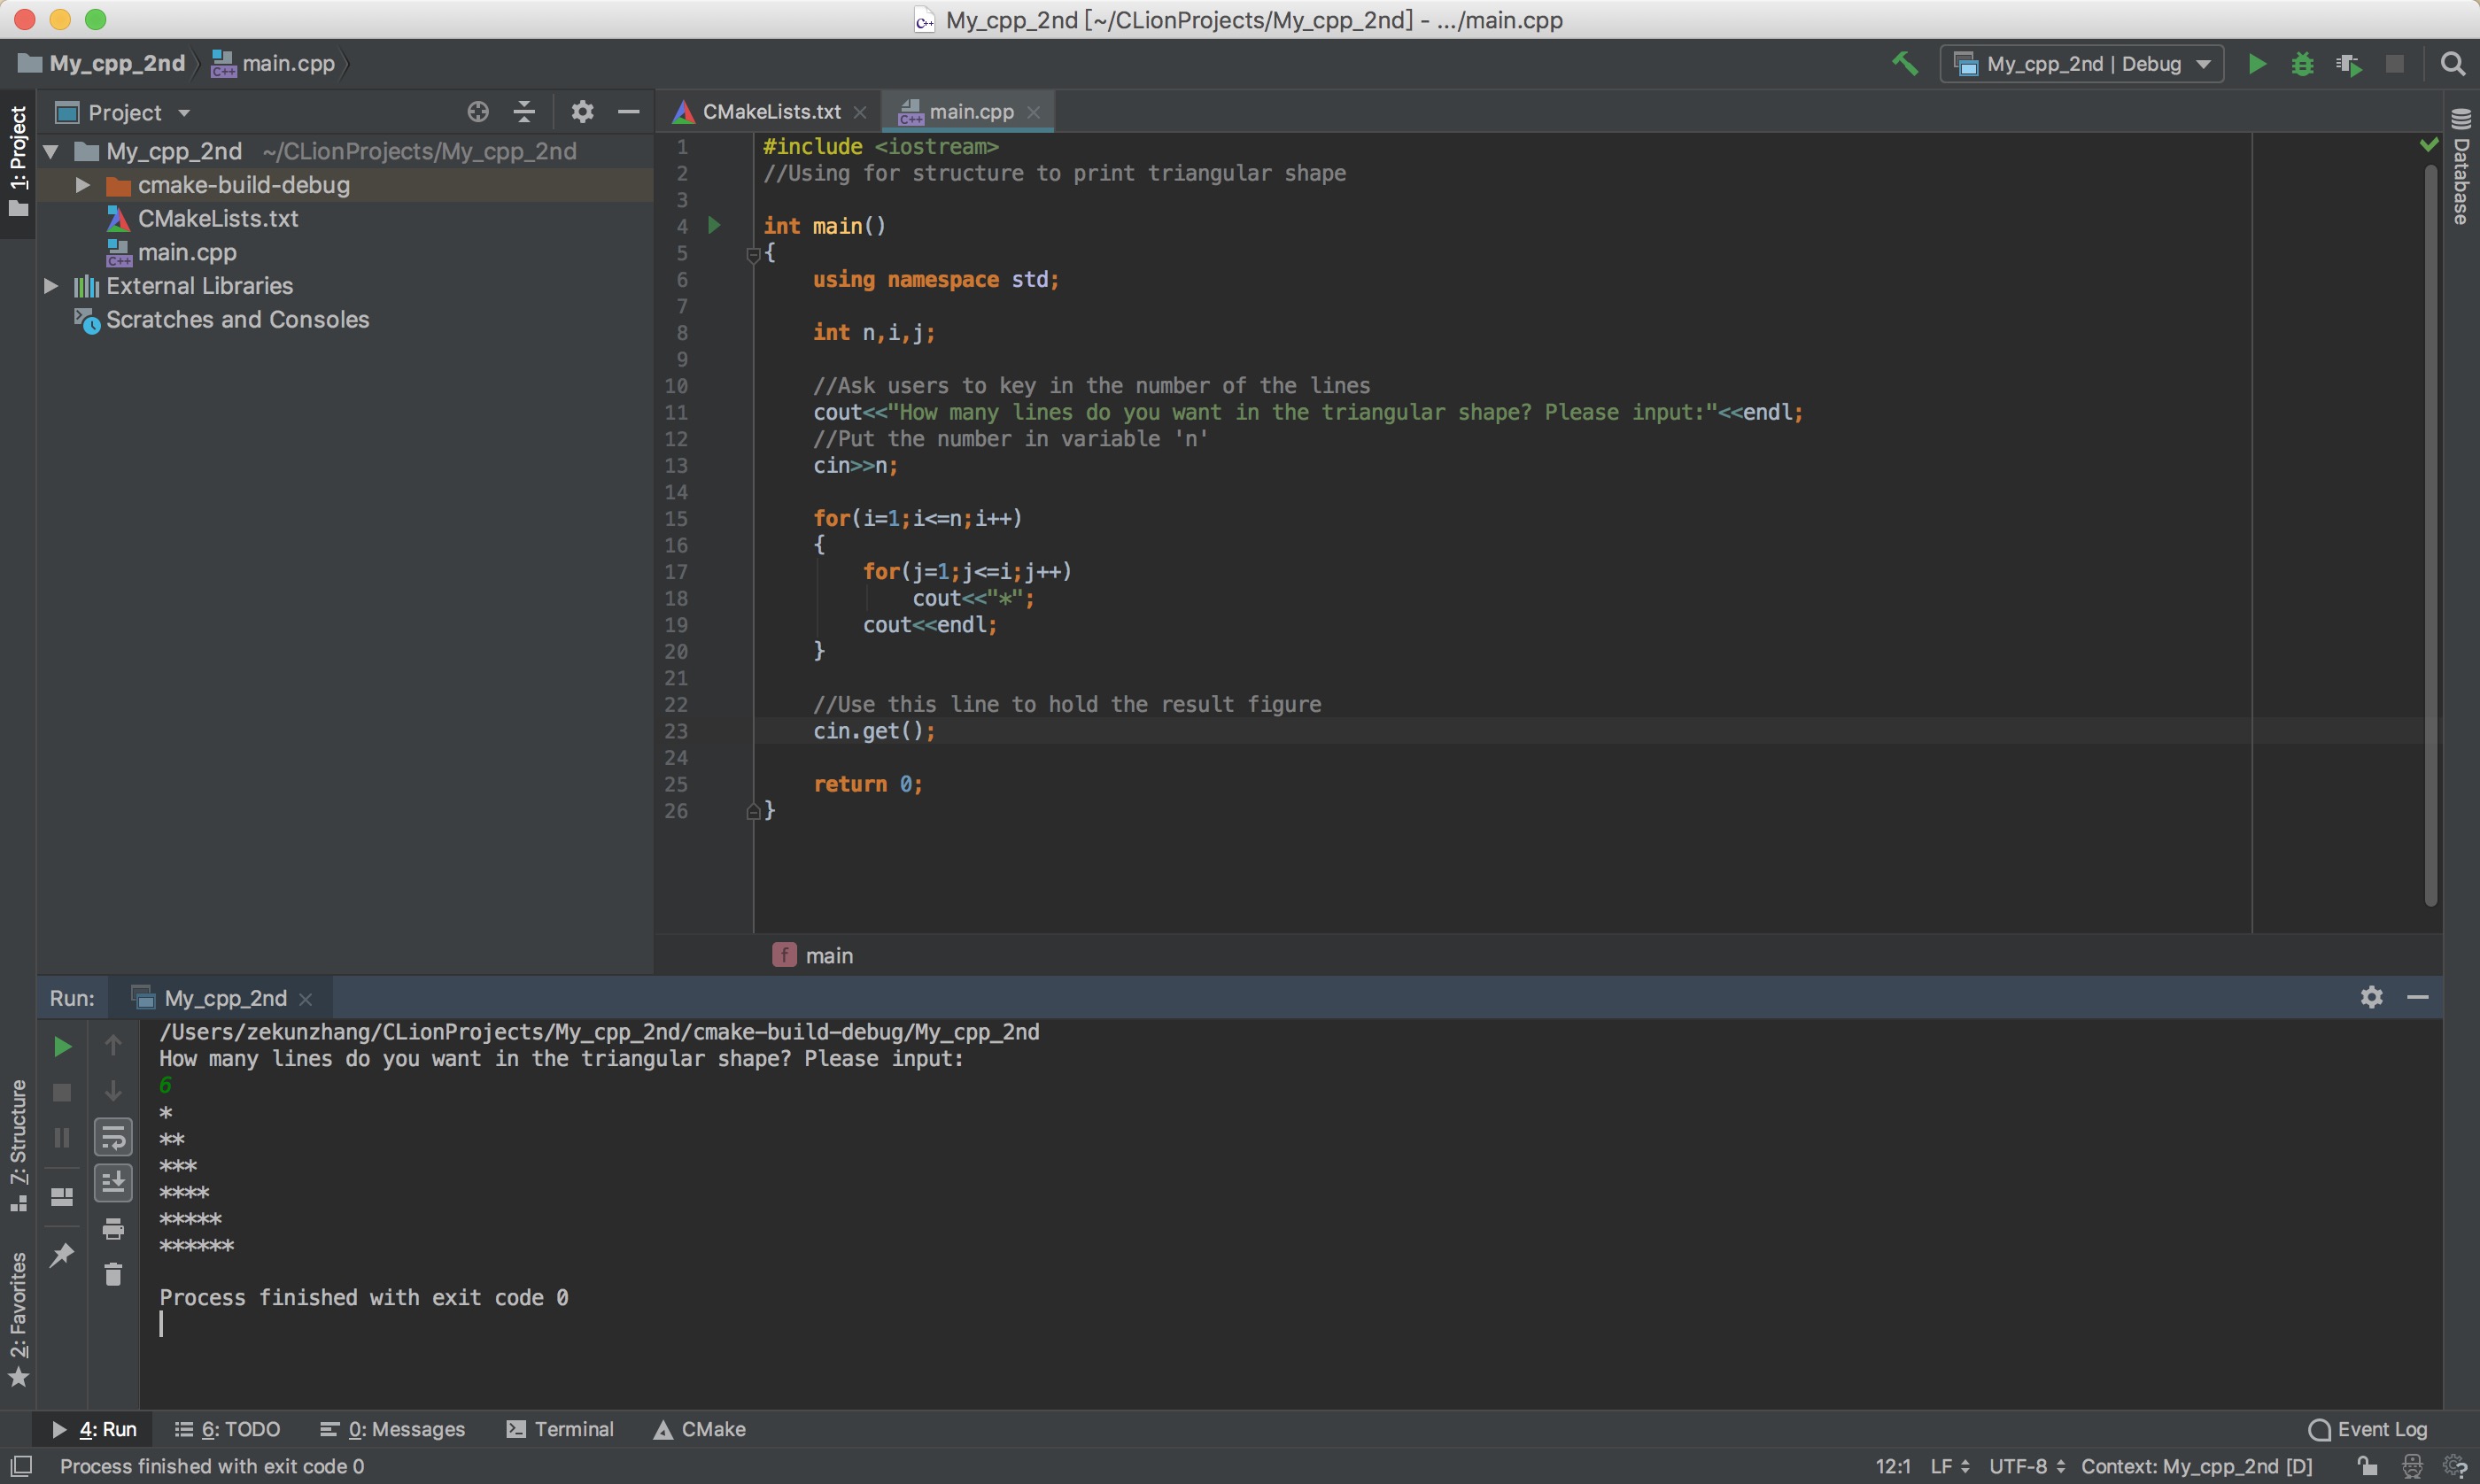 My_cpp_2nd [~/CLionProjects/My_cpp_2nd] - .../main.cpp
My_cpp_2nd main.cpp
My_cpp_2nd | Debug
1: Project
Project
My_cpp_2nd ~/CLionProjects/My_cpp_2nd
cmake-build-debug
CMakeLists.txt
main.cpp
External Libraries
Scratches and Consoles
CMakeLists.txt main.cpp
1 #include <iostream>
2 //Using for structure to print triangular shape
3
4 int main()
5 {
6 using namespace std;
7
8 int n,i,j;
9
10 //Ask users to key in the number of the lines
11 cout<<"How many lines do you want in the triangular shape? Please input:"<<endl;
12 //Put the number in variable 'n'
13 cin>>n;
14
15 for(i=1;i<=n;i++)
16 {
17 for(j=1;j<=i;j++)
18 cout<<"*";
19 cout<<endl;
20 }
21
22 //Use this line to hold the result figure
23 cin.get();
24
25 return 0;
26 }
f main
Database
Run: My_cpp_2nd
/Users/zekunzhang/CLionProjects/My_cpp_2nd/cmake-build-debug/My_cpp_2nd
How many lines do you want in the triangular shape? Please input:
6
*
**
***
****
*****
******
Process finished with exit code 0
7: Structure
2: Favorites
4: Run 6: TODO 0: Messages Terminal CMake Event Log
Process finished with exit code 0 12:1 LF UTF-8 Context: My_cpp_2nd [D]